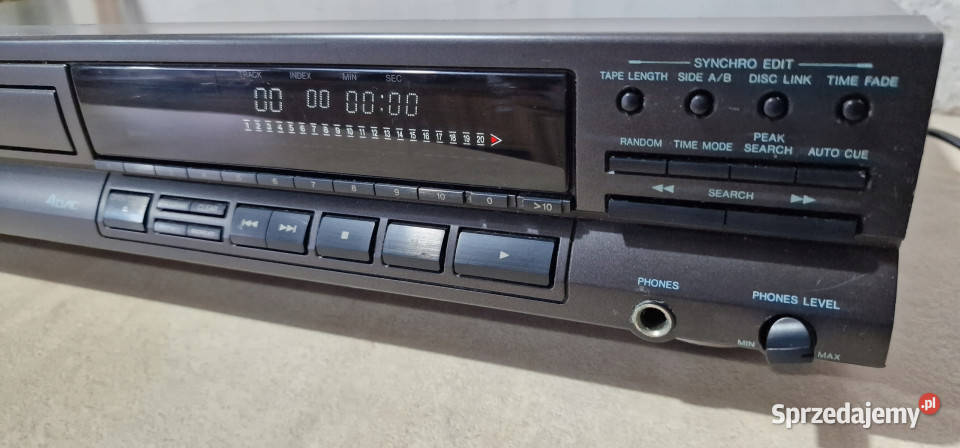 SYNCHRO EDIT
TAPE LENGTH SIDE A/B DISC LINK TIME FADE
TRACK INDEX MIN SEC
00 00 00:00
1 2 3 4 5 6 7 8 9 10 11 12 13 14 15 16 17 18 19 20
RANDOM TIME MODE PEAK SEARCH AUTO CUE
6 7 8 9 10 0 >10
SEARCH
CLEAR
PHONES
PHONES LEVEL
MIN MAX
Sprzedajemy.pl